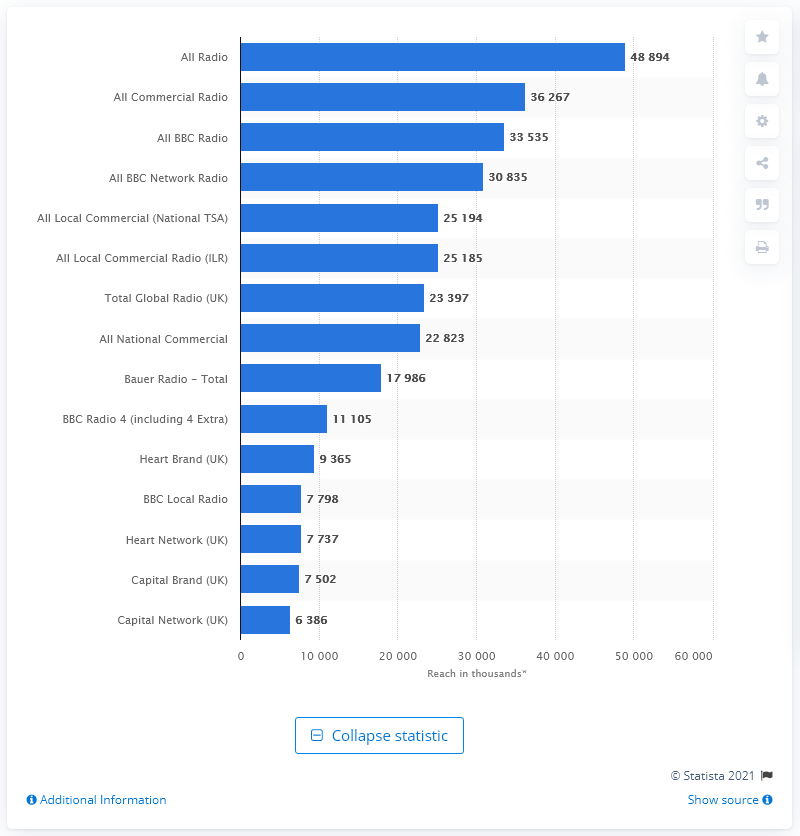 All Radio 48 894
All Commercial Radio 36 267
All BBC Radio 33 535
All BBC Network Radio 30 835
All Local Commercial (National TSA) 25 194
All Local Commercial Radio (ILR) 25 185
Total Global Radio (UK) 23 397
All National Commercial 22 823
Bauer Radio - Total 17 986
BBC Radio 4 (including 4 Extra) 11 105
Heart Brand (UK) 9 365
BBC Local Radio 7 798
Heart Network (UK) 7 737
Capital Brand (UK) 7 502
Capital Network (UK) 6 386
0 10 000 20 000 30 000 40 000 50 000 60 000
Reach in thousands*
Collapse statistic
© Statista 2021
Additional Information Show source